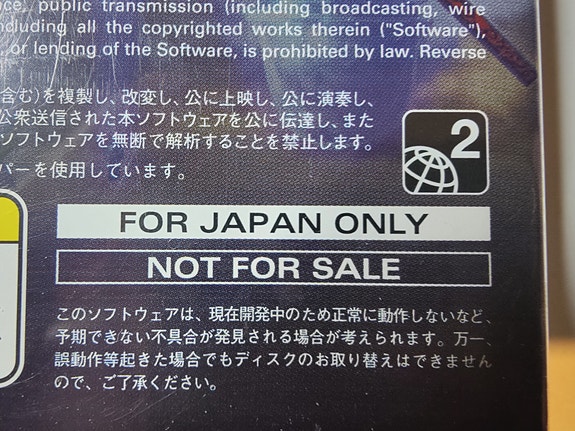 public transmission (including broadcasting, wire
including all the copyrighted works therein ("Software"),
or lending of the Software, is prohibited by law. Reverse
含む)を複製し、改変し、公に上映し、公に演奏し、
公衆送信された本ソフトウェアを公に伝達し、また
ソフトウェアを無断で解析することを禁止します。
パーを使用しています。
2
FOR JAPAN ONLY
NOT FOR SALE
このソフトウェアは、現在開発中のため正常に動作しないなど、
予期できない不具合が発見される場合が考えられます。万一、
誤動作等起きた場合でもディスクのお取り替えはできません
ので、ご了承ください。